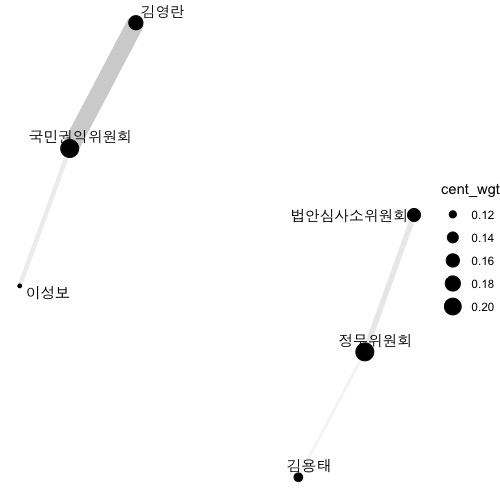 김영란
국민권익위원회
이성보
법안심사소위원회
정무위원회
김용태
cent_wgt
0.12
0.14
0.16
0.18
0.20